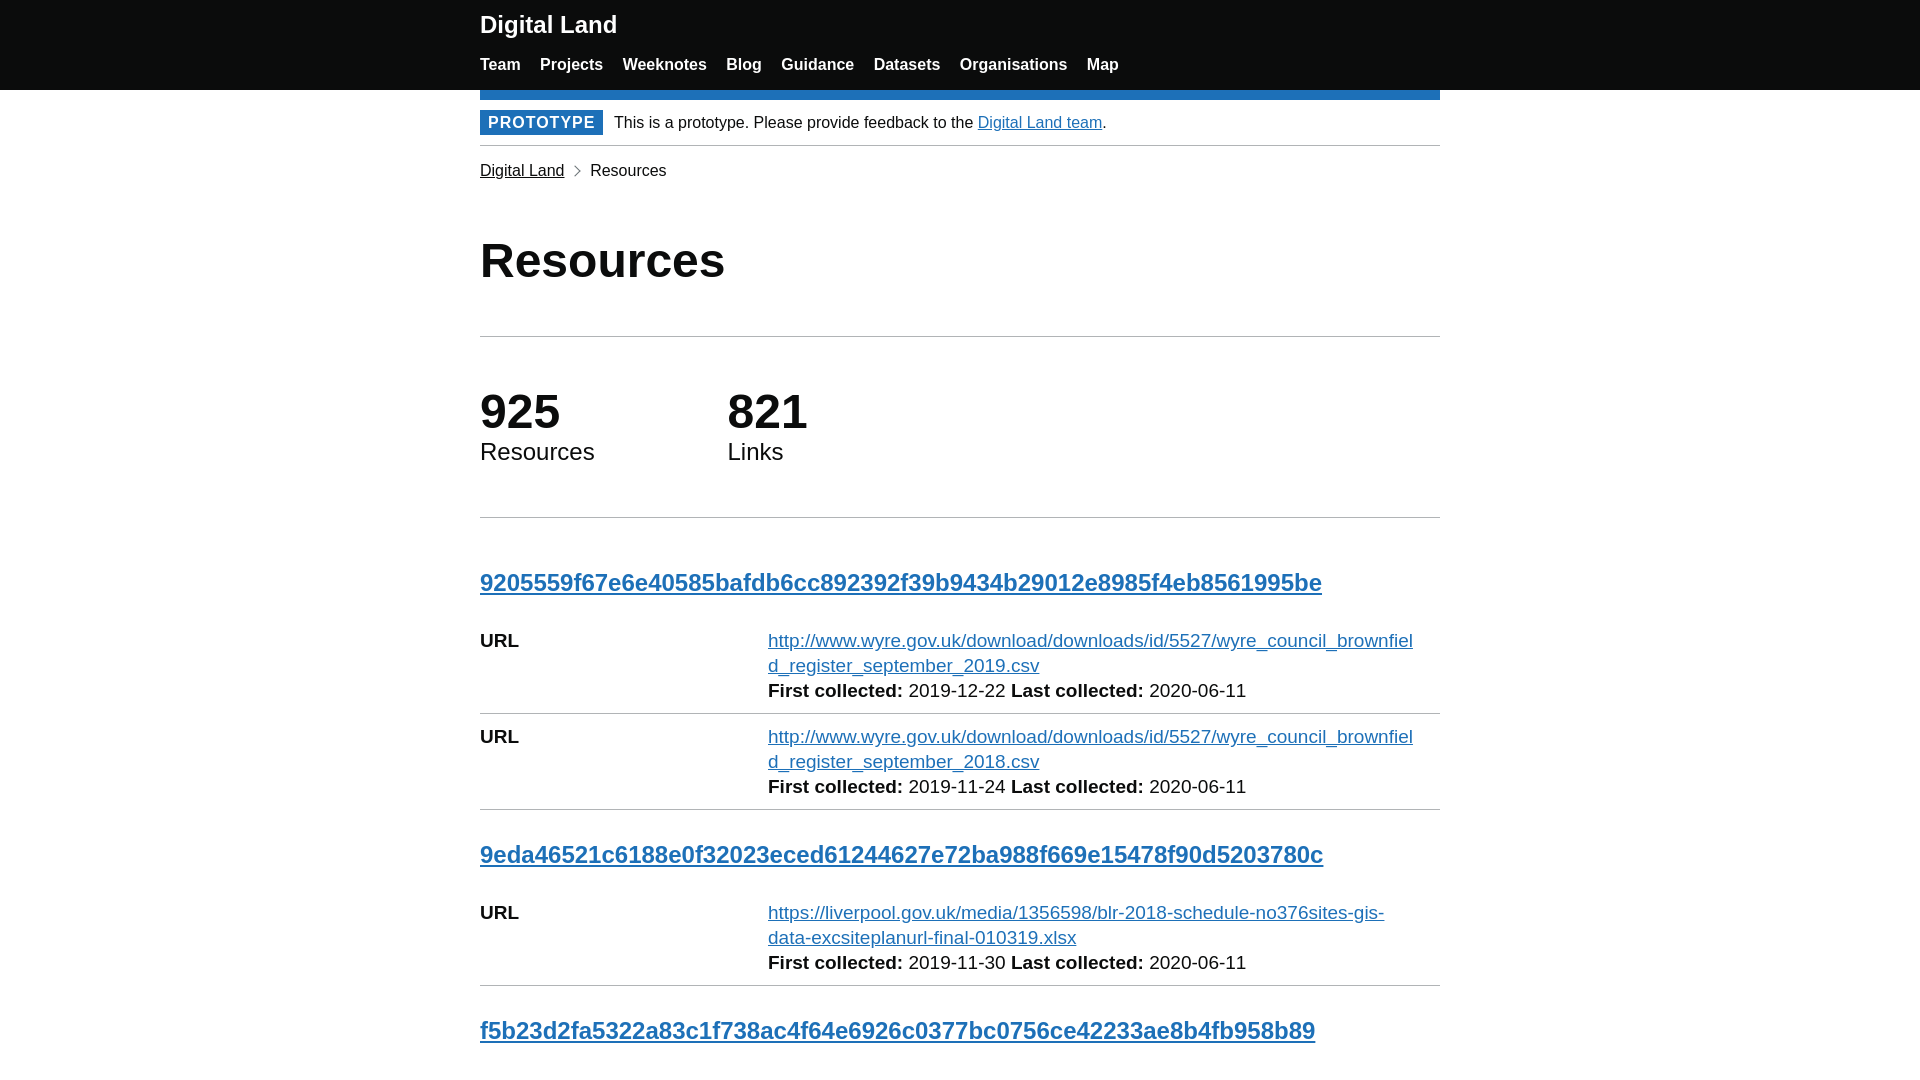 Digital Land
Team Projects Weeknotes Blog Guidance Datasets Organisations Map
PROTOTYPE This is a prototype. Please provide feedback to the Digital Land team.
Digital Land Resources
Resources
925 821
Resources Links
9205559f67e6e40585bafdb6cc892392f39b9434b29012e8985f4eb8561995be
URL http://www.wyre.gov.uk/download/downloads/id/5527/wyre_council_brownfiel
d_register_september_2019.csv
First collected: 2019-12-22 Last collected: 2020-06-11
URL http://www.wyre.gov.uk/download/downloads/id/5527/wyre_council_brownfiel
d_register_september_2018.csv
First collected: 2019-11-24 Last collected: 2020-06-11
9eda46521c6188e0f32023eced61244627e72ba988f669e15478f90d5203780c
URL https://liverpool.gov.uk/media/1356598/blr-2018-schedule-no376sites-gis-
data-excsiteplanurl-final-010319.xlsx
First collected: 2019-11-30 Last collected: 2020-06-11
f5b23d2fa5322a83c1f738ac4f64e6926c0377bc0756ce42233ae8b4fb958b89